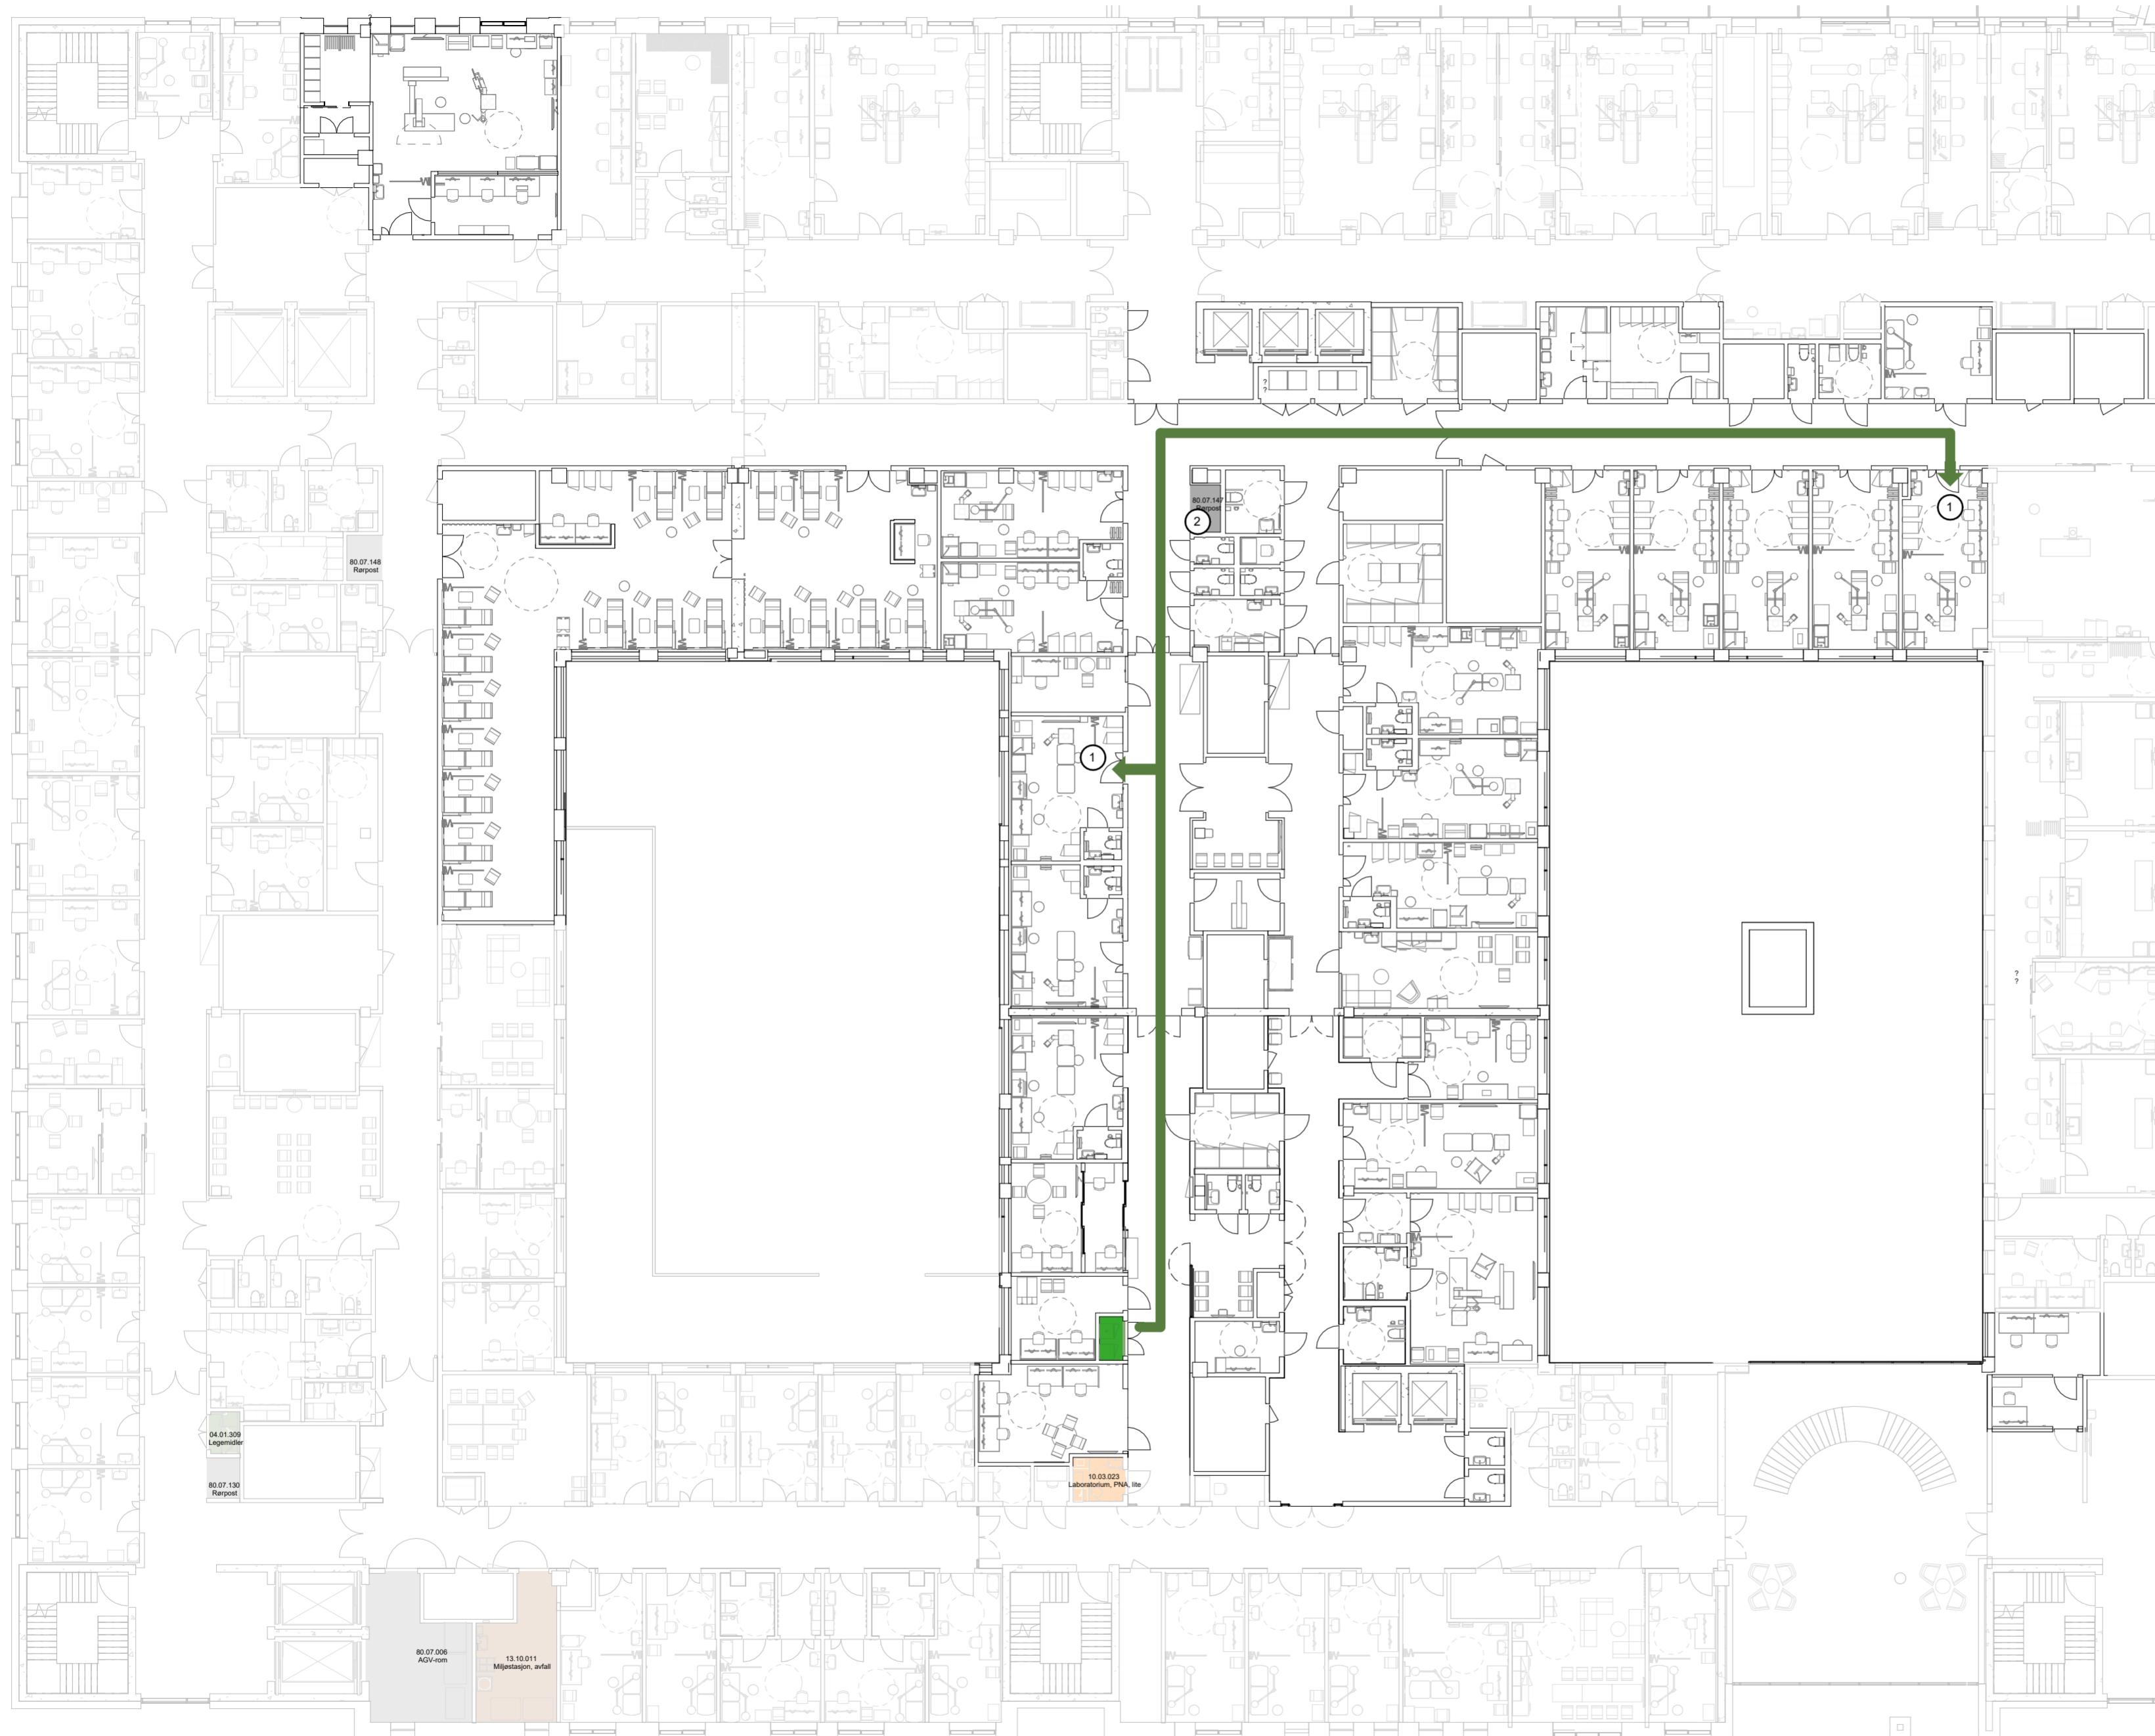 ?
?
80.07.147
Rørpost
2
1
80.07.148
Rørpost
1
?
?
04.01.309
Legemidler
80.07.130
Rørpost
10.03.023
Laboratorium, PNA, lite
80.07.006
AGV-rom
13.10.011
Miljøstasjon, avfall